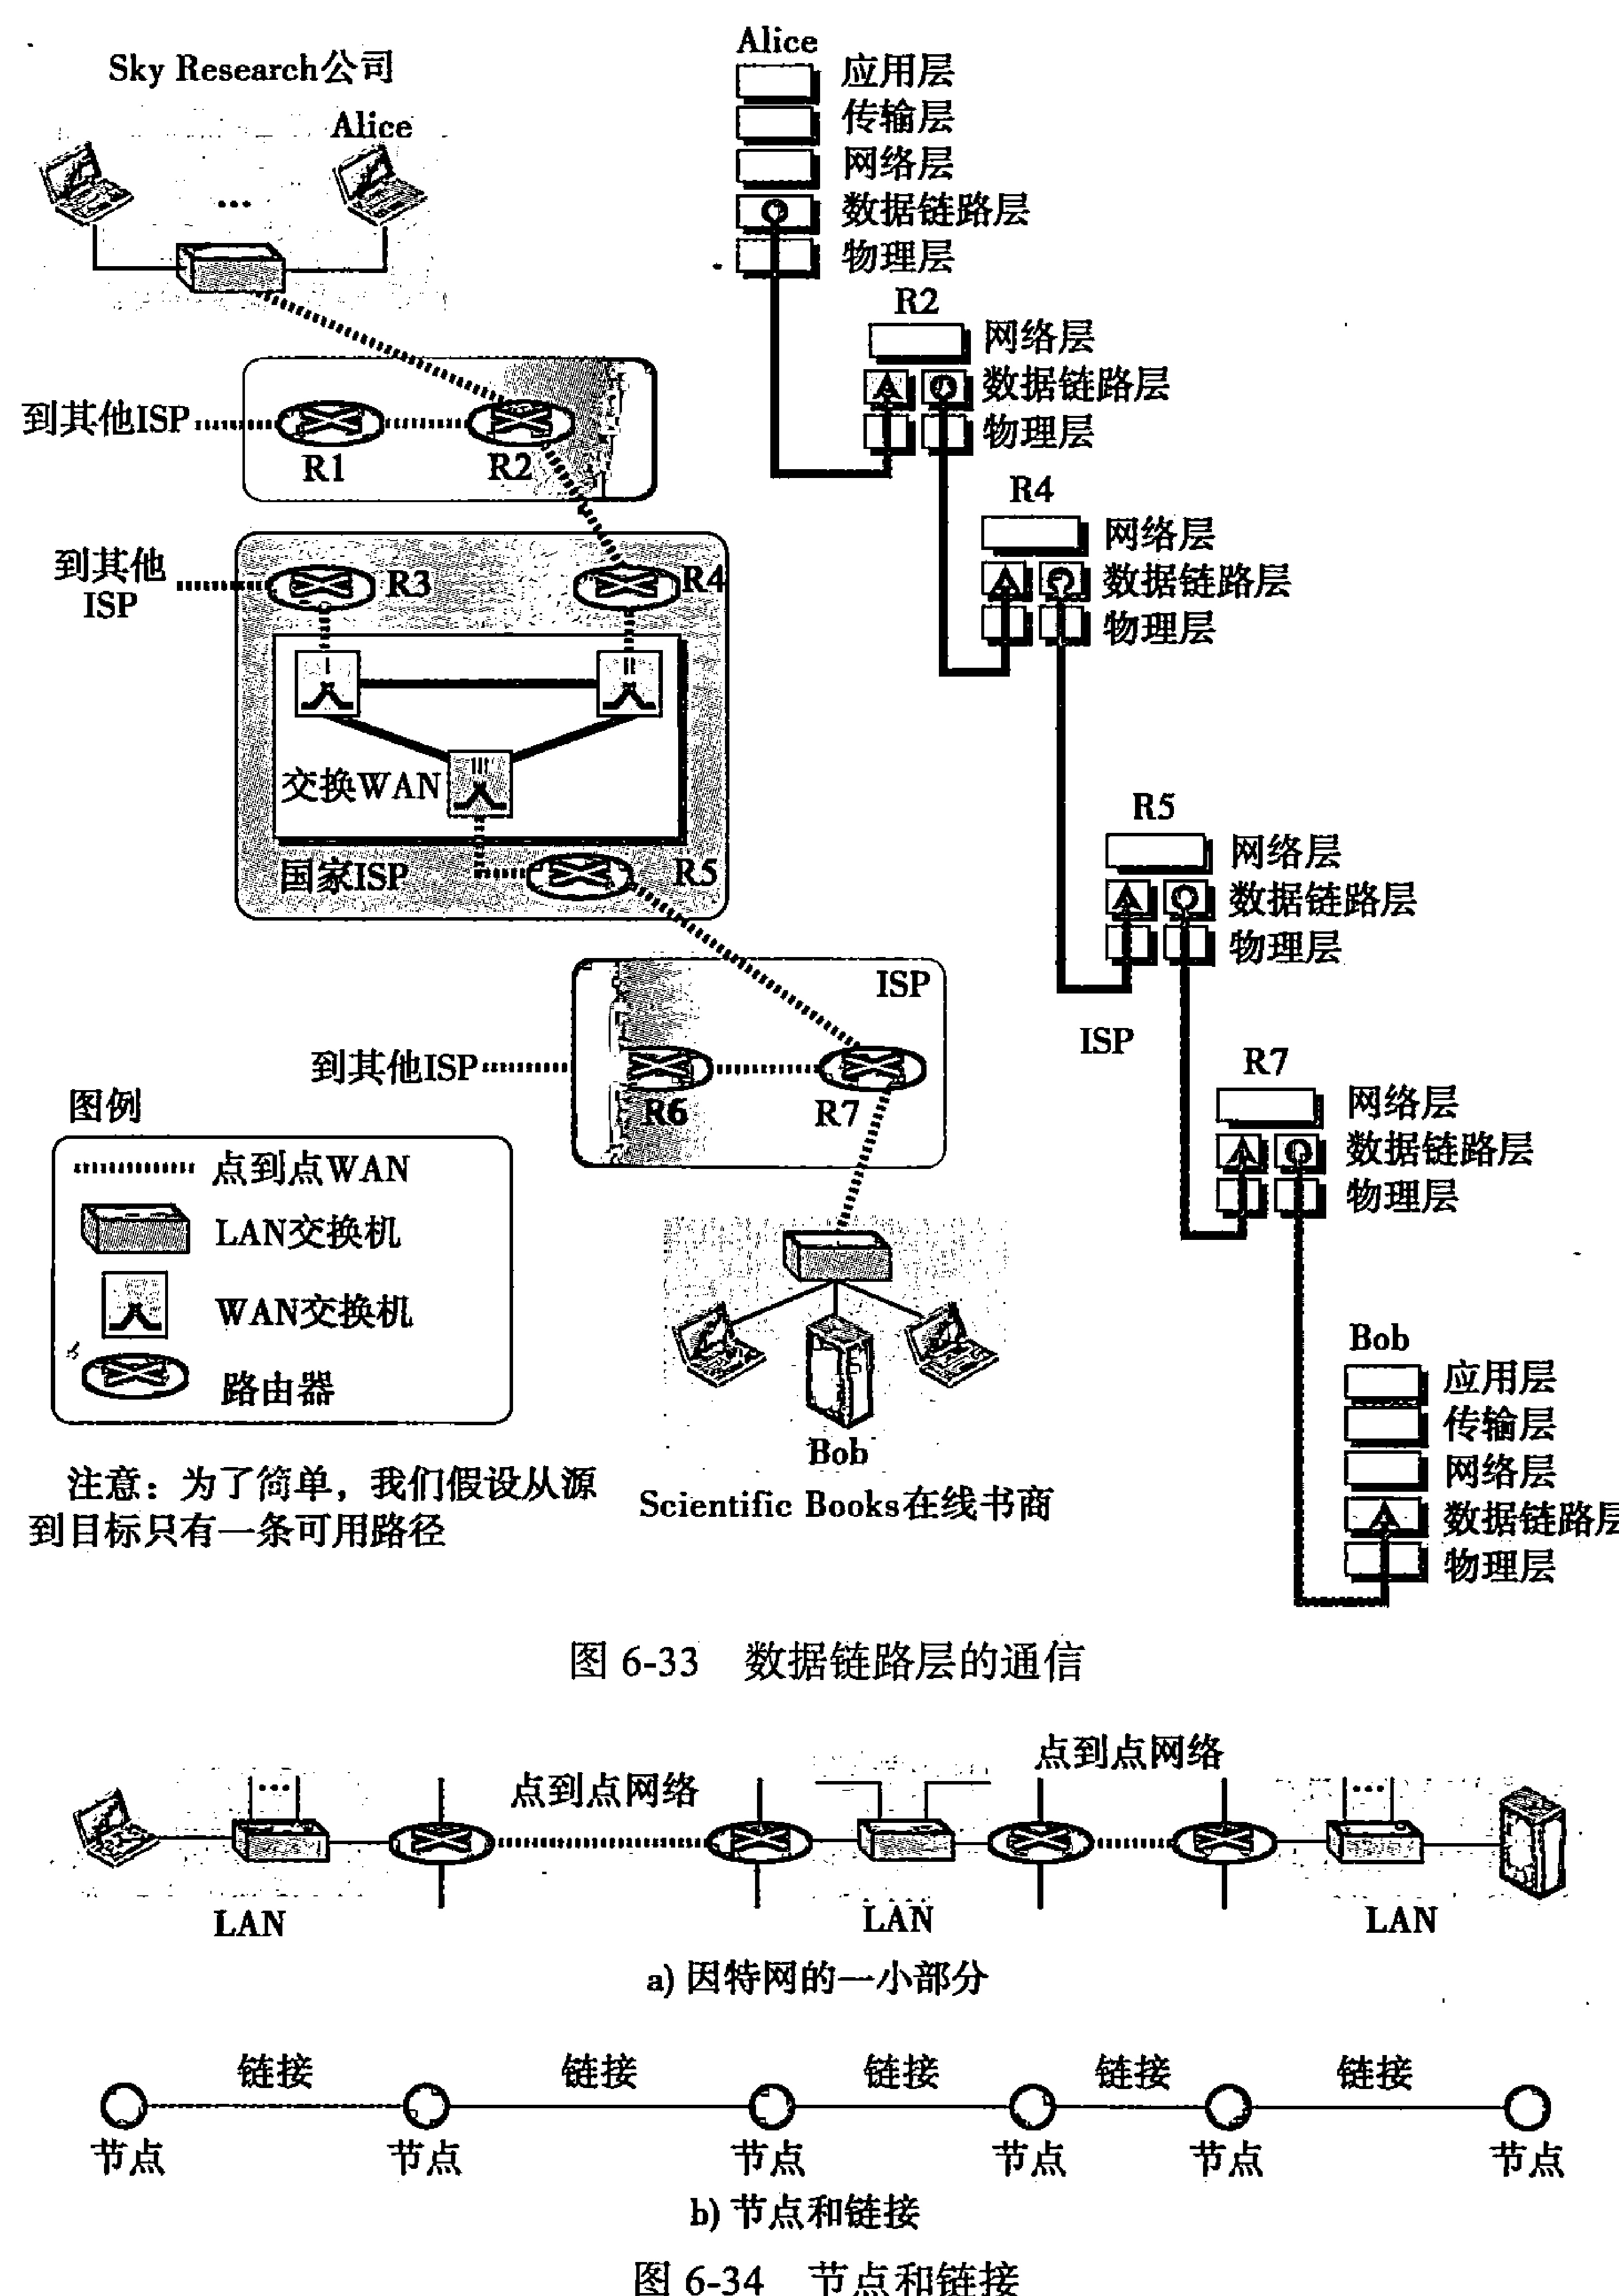 Sky Research公司
Alice
到其他ISP
R1
R2
到其他
ISP
R3
R4
I
II
III
交换WAN
国家ISP
R5
ISP
到其他ISP
R6
R7
图例
点到点WAN
LAN交换机
WAN交换机
路由器
Bob
Scientific Books在线书商
注意：为了简单，我们假设从源
到目标只有一条可用路径
Alice
应用层
传输层
网络层
数据链路层
物理层
R2
网络层
数据链路层
物理层
R4
网络层
数据链路层
物理层
R5
网络层
数据链路层
物理层
ISP
R7
网络层
数据链路层
物理层
Bob
应用层
传输层
网络层
数据链路层
物理层
图 6-33 数据链路层的通信
点到点网络
点到点网络
LAN
LAN
LAN
a) 因特网的一小部分
链接
链接
链接
链接
链接
节点
节点
节点
节点
节点
节点
b) 节点和链接
图 6-34 节点和链接